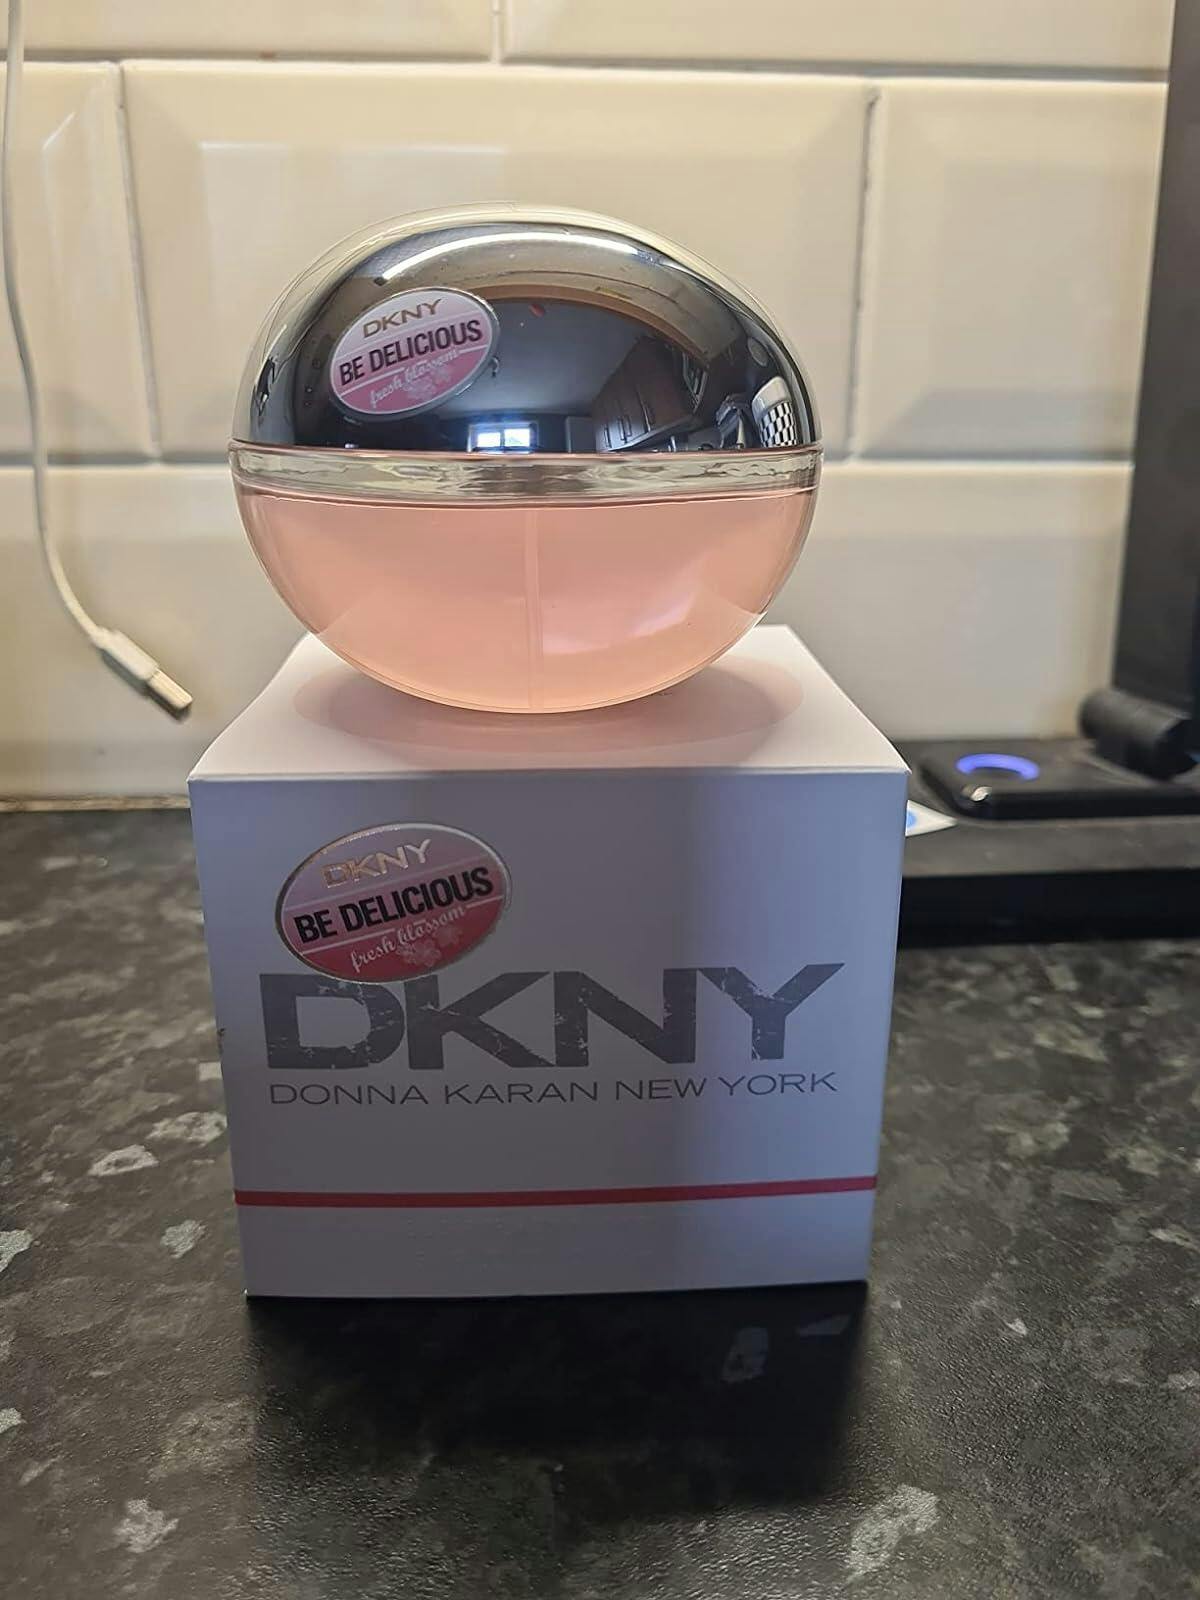 DKNY
BE DELICIOUS
fresh blossom
DKNY
BE DELICIOUS
fresh blossom
DKNY
DONNA KARAN NEW YORK